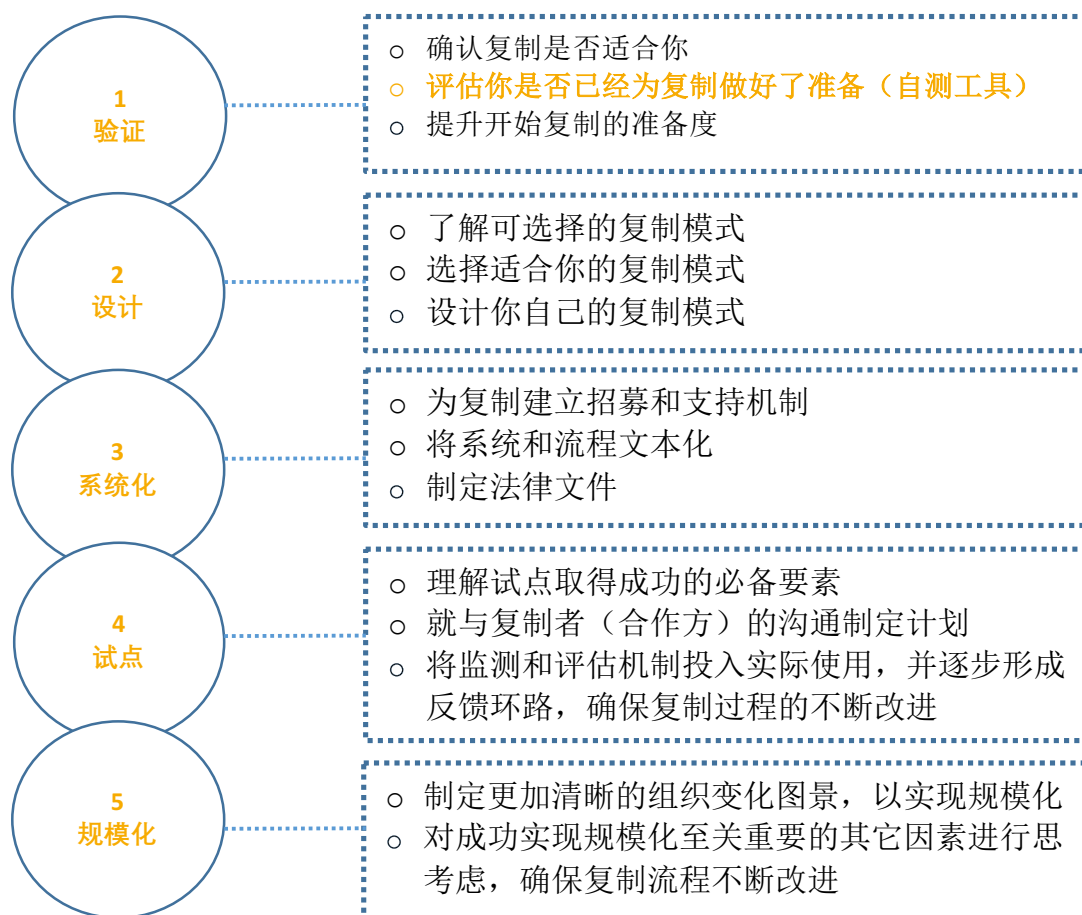 1
验证
○ 确认复制是否适合你
○ 评估你是否已经为复制做好了准备（自测工具）
○ 提升开始复制的准备度
2
设计
○ 了解可选择的复制模式
○ 选择适合你的复制模式
○ 设计你自己的复制模式
3
系统化
○ 为复制建立招募和支持机制
○ 将系统和流程文本化
○ 制定法律文件
4
试点
○ 理解试点取得成功的必备要素
○ 就与复制者（合作方）的沟通制定计划
○ 将监测和评估机制投入实际使用，并逐步形成
反馈环路，确保复制过程的不断改进
5
规模化
○ 制定更加清晰的组织变化图景，以实现规模化
○ 对成功实现规模化至关重要的其它因素进行思
考虑，确保复制流程不断改进